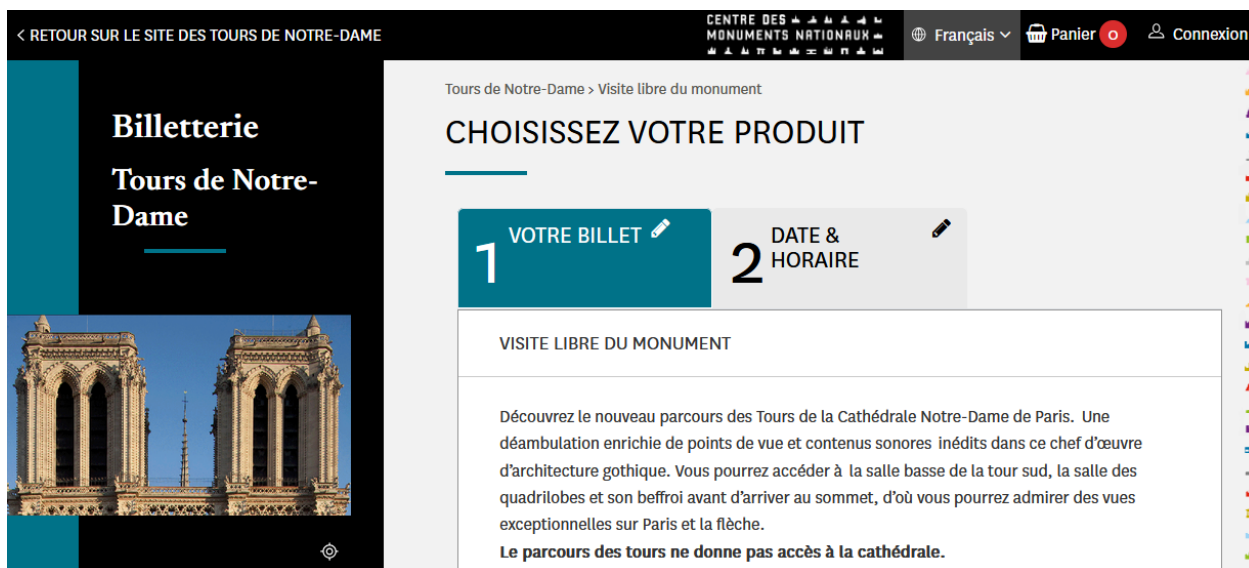 < RETOUR SUR LE SITE DES TOURS DE NOTRE-DAME
CENTRE DES
MONUMENTS NATIONAUX
Français
Panier 0
Connexion
Billetterie
Tours de Notre-
Dame
Tours de Notre-Dame > Visite libre du monument
CHOISISSEZ VOTRE PRODUIT
1 VOTRE BILLET
2 DATE &
HORAIRE
VISITE LIBRE DU MONUMENT
Découvrez le nouveau parcours des Tours de la Cathédrale Notre-Dame de Paris. Une
déambulation enrichie de points de vue et contenus sonores inédits dans ce chef d'œuvre
d'architecture gothique. Vous pourrez accéder à la salle basse de la tour sud, la salle des
quadrilobes et son beffroi avant d'arriver au sommet, d'où vous pourrez admirer des vues
exceptionnelles sur Paris et la flèche.
Le parcours des tours ne donne pas accès à la cathédrale.